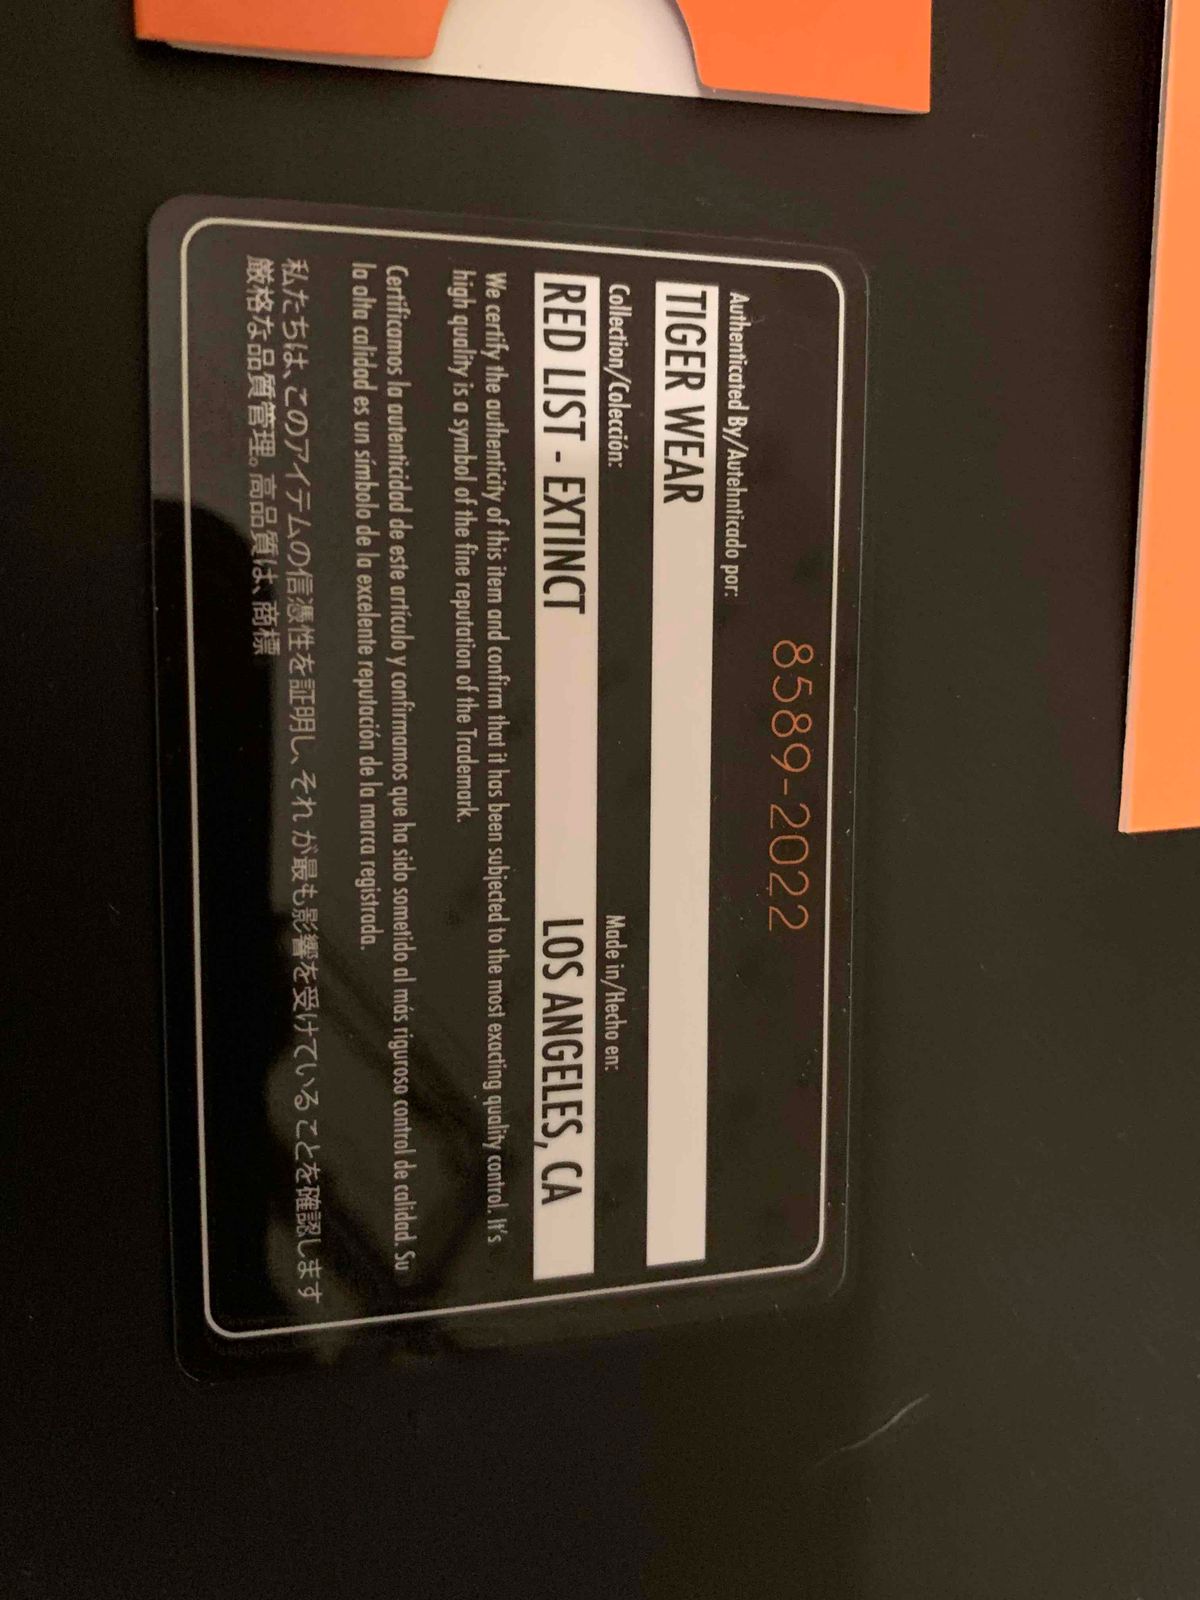 8589-2022
Authenticated By/Autehnticado por:
TIGER WEAR
Collection/Colección:
Made in/Hecho en:
RED LIST - EXTINCT
LOS ANGELES, CA
We certify the authenticity of this item and confirm that it has been subjected to the most exacting quality control. It's
high quality is a symbol of the fine reputation of the Trademark.
Certificamos la autenticidad de este artículo y confirmamos que ha sido sometido al más riguroso control de calidad. Su
la alta calidad es un símbolo de la excelente reputación de la marca registrada.
私たちは、このアイテムの信憑性を証明し、それ が最も影響を受けていることを確認します
厳格な品質管理。高品質は、商標